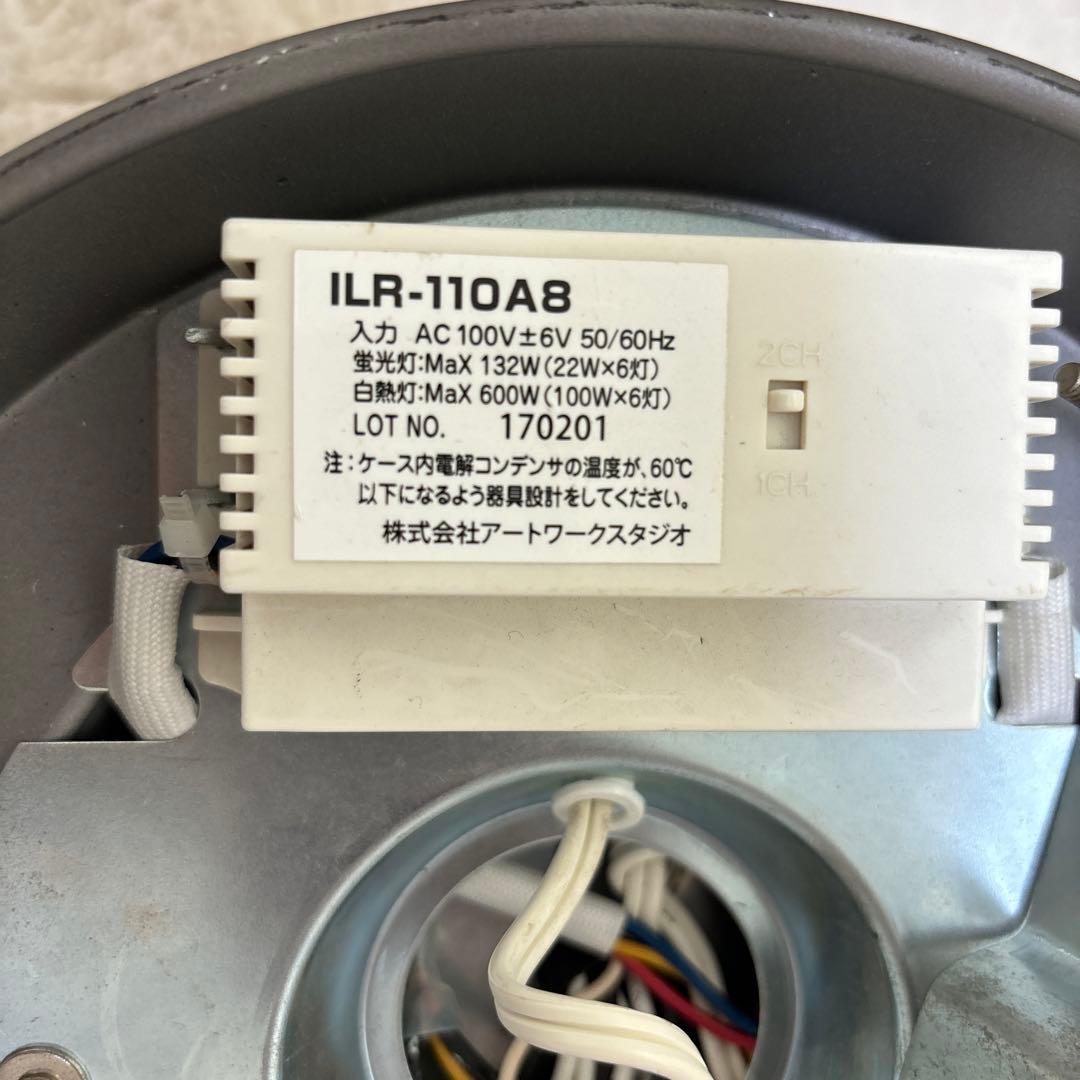 ILR-110A8
入力 AC 100V±6V 50/60Hz
蛍光灯:MaX 132W(22W×6灯)
白熱灯:MaX 600W(100W×6灯)
LOT NO. 170201
注:ケース内電解コンデンサの温度が、60℃
以下になるよう器具設計をしてください。
株式会社アートワークスタジオ
2CH
1CH